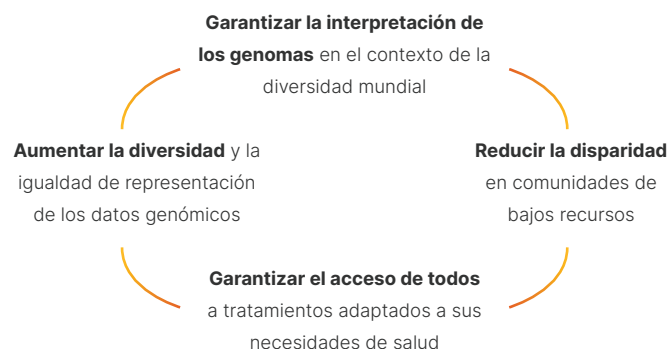 Garantizar la interpretación de
los genomas en el contexto de la
diversidad mundial
Aumentar la diversidad y la
igualdad de representación
de los datos genómicos
Reducir la disparidad
en comunidades de
bajos recursos
Garantizar el acceso de todos
a tratamientos adaptados a sus
necesidades de salud